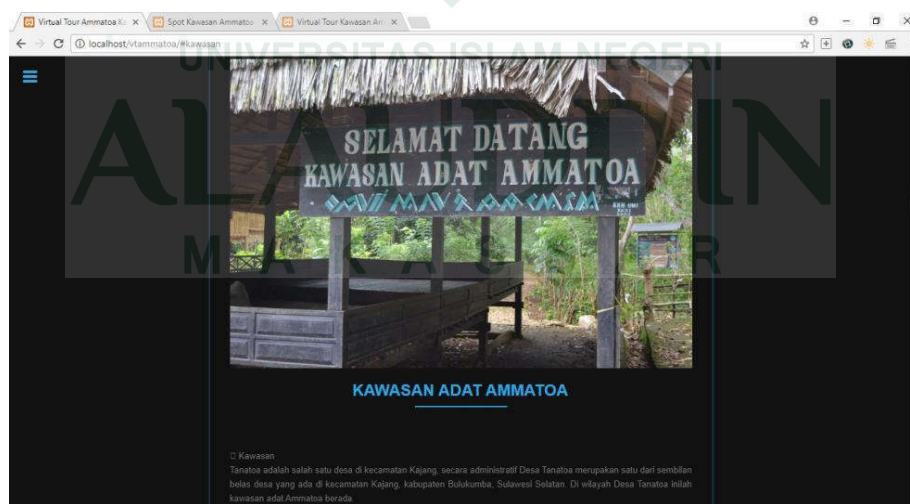 Virtual Tour Ammatoa Ka
Spot Kawasan Ammatoa
Virtual Tour Kawasan Am
localhost/vtammatoa/#kawasan
UNIVERSITAS ISLAM NEGERI
ALAUDDIN
MAKASSAR
SELAMAT DATANG
KAWASAN ADAT AMMATOA
KAWASAN ADAT AMMATOA
Kawasan
Tanatoa adalah salah satu desa di kecamatan Kajang, secara administratif Desa Tanatoa merupakan satu dari sembilan
belas desa yang ada di kecamatan Kajang, kabupaten Bulukumba, Sulawesi Selatan. Di wilayah Desa Tanatoa inilah
kawasan adat Ammatoa berada.